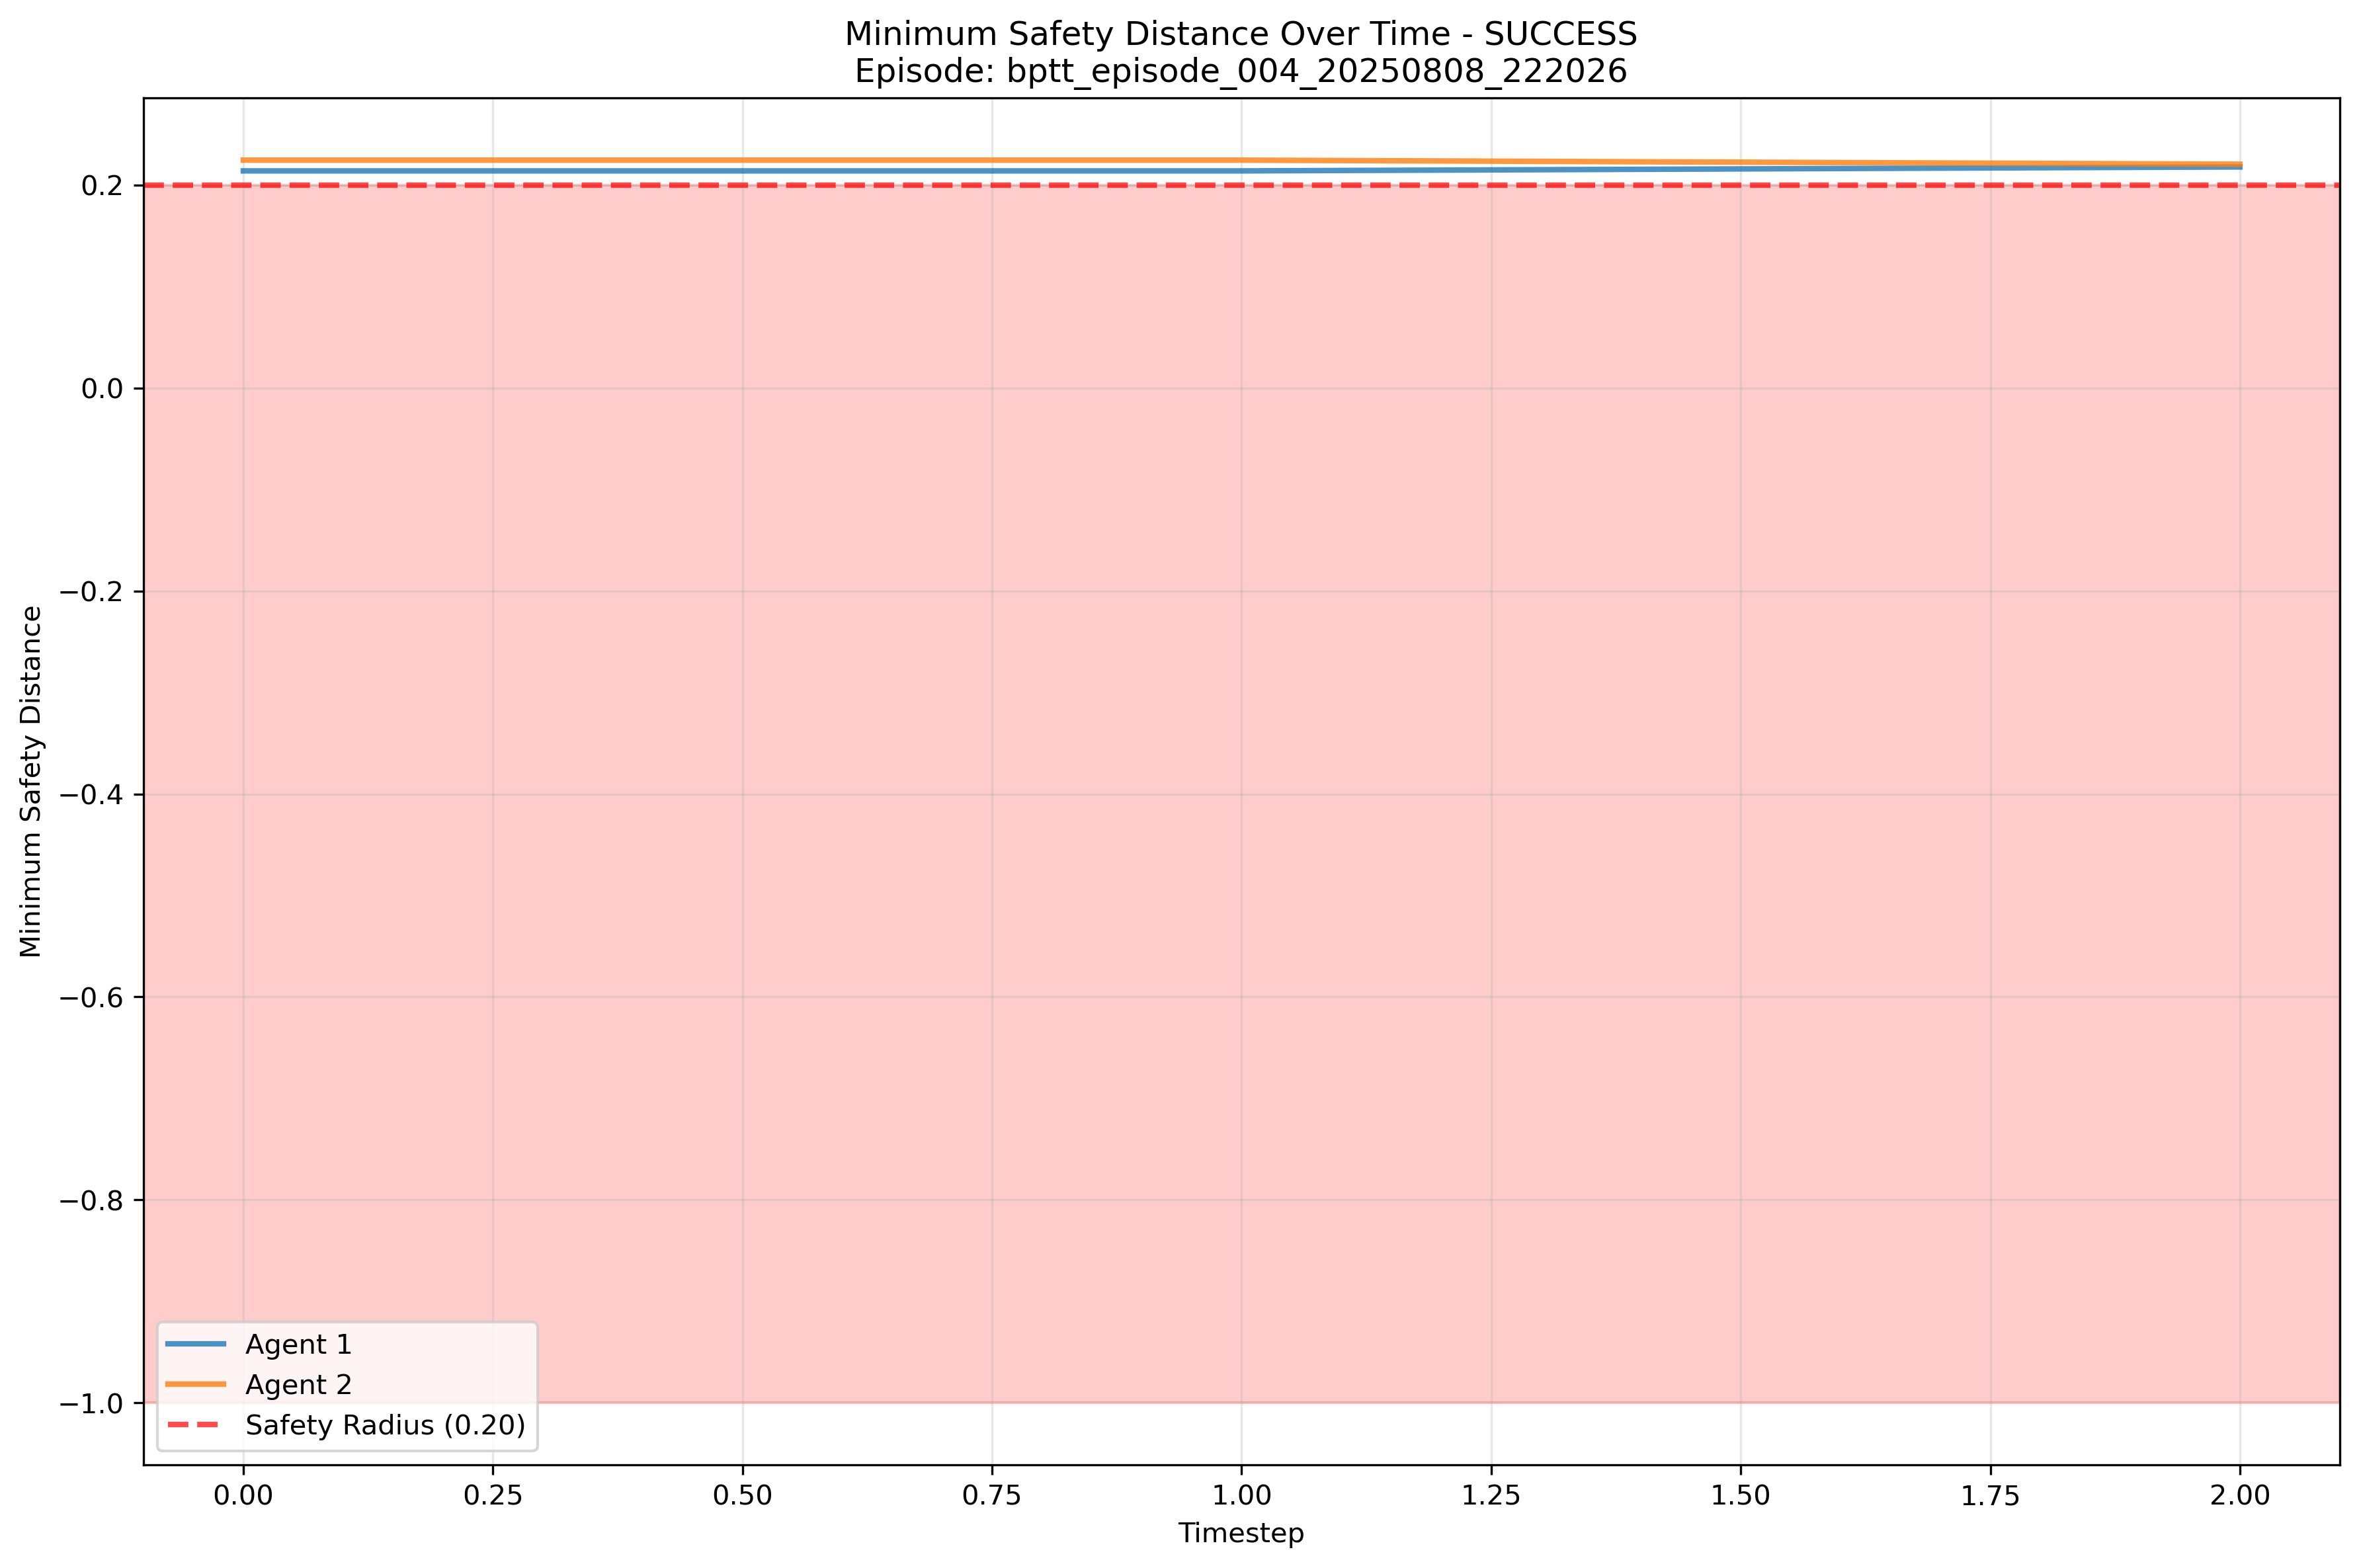 Minimum Safety Distance Over Time - SUCCESS
Episode: bptt_episode_004_20250808_222026
Minimum Safety Distance
0.2
0.0
−0.2
−0.4
−0.6
−0.8
−1.0
Agent 1
Agent 2
Safety Radius (0.20)
0.00 0.25 0.50 0.75 1.00 1.25 1.50 1.75 2.00
Timestep